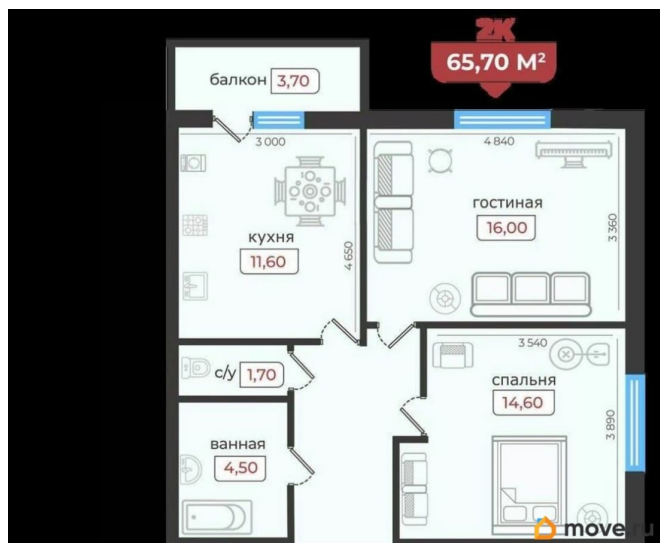 2К
65,70 М²
балкон 3,70
3 000
4 840
гостиная
16,00
3 360
кухня
11,60
4 650
3 540
с/у 1,70
спальня
14,60
3 890
ванная
4,50
move.ru